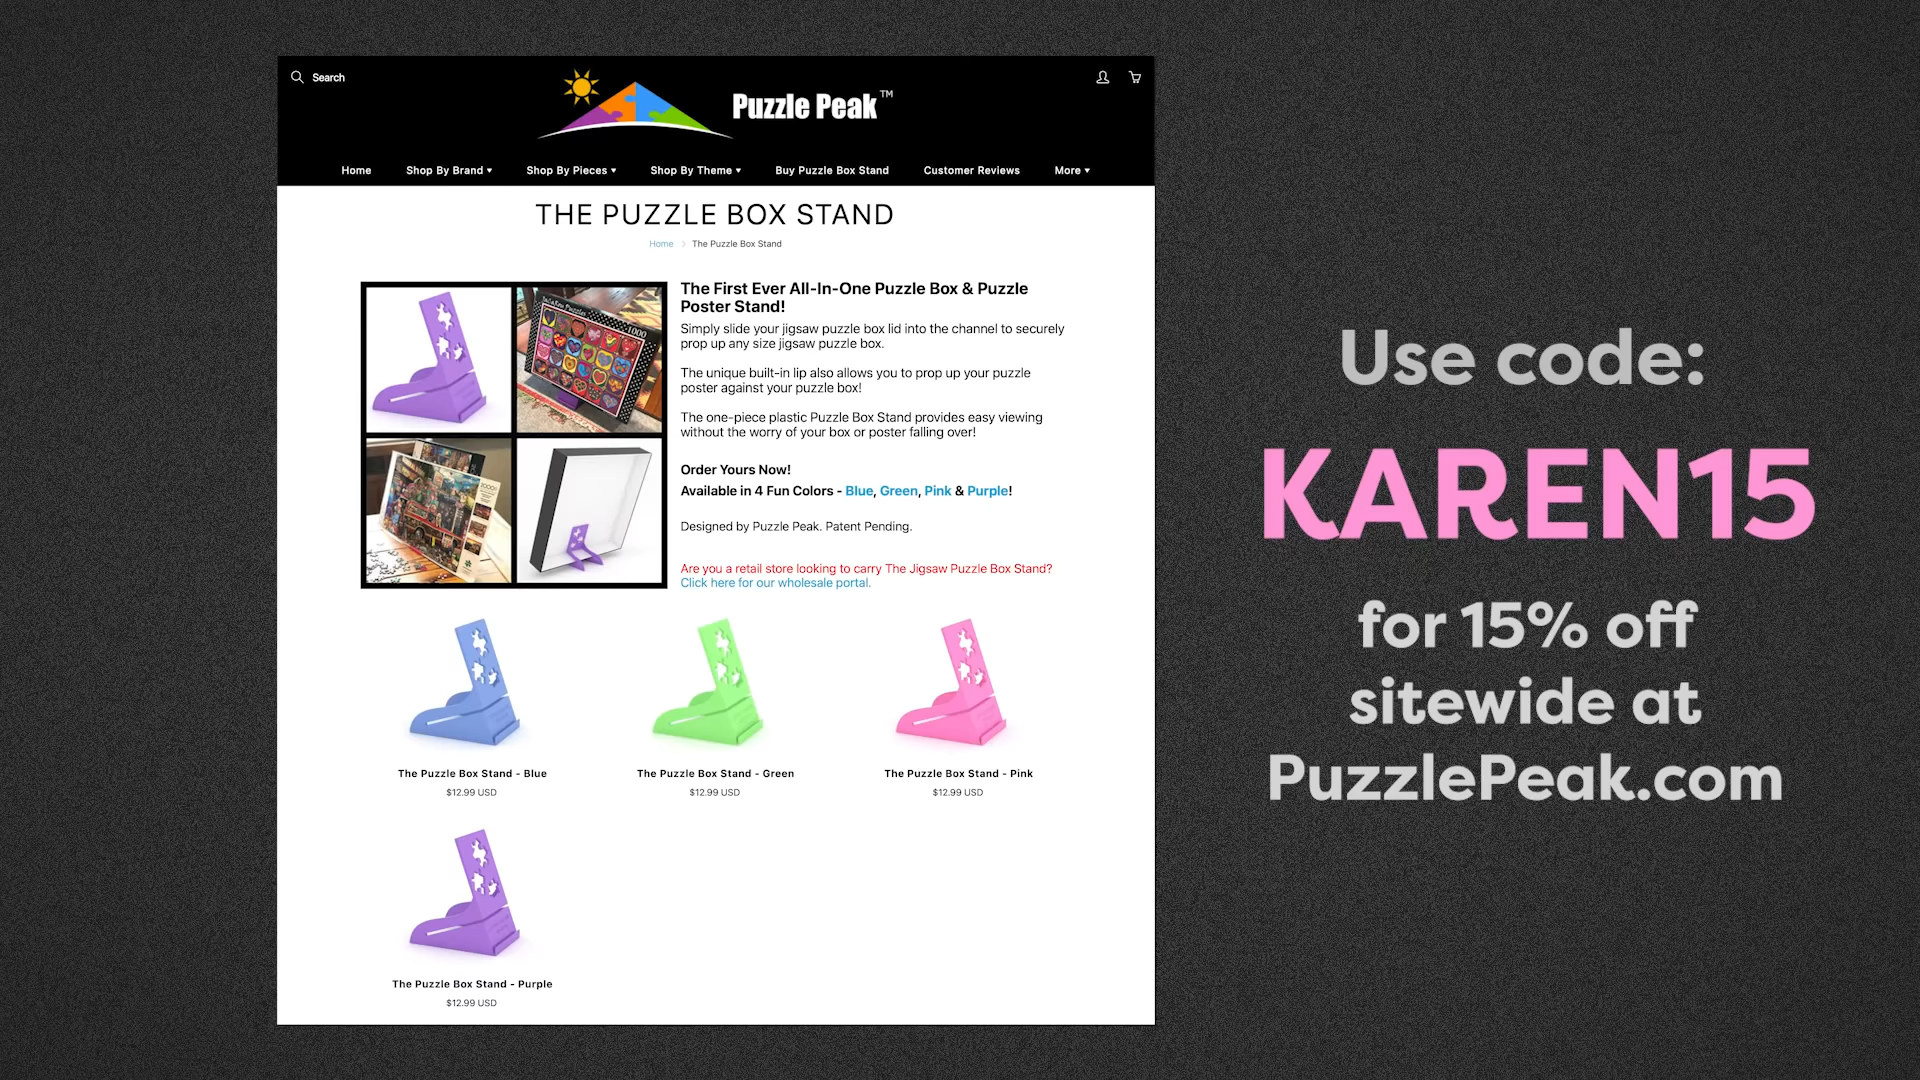 Search
Puzzle Peak™
Home
Shop By Brand ▾
Shop By Pieces ▾
Shop By Theme ▾
Buy Puzzle Box Stand
Customer Reviews
More ▾
THE PUZZLE BOX STAND
Home > The Puzzle Box Stand
The First Ever All-In-One Puzzle Box & Puzzle
Poster Stand!
Simply slide your jigsaw puzzle box lid into the channel to securely
prop up any size jigsaw puzzle box.
The unique built-in lip also allows you to prop up your puzzle
poster against your puzzle box!
The one-piece plastic Puzzle Box Stand provides easy viewing
without the worry of your box or poster falling over!
Order Yours Now!
Available in 4 Fun Colors - Blue, Green, Pink & Purple!
Designed by Puzzle Peak. Patent Pending.
Are you a retail store looking to carry The Jigsaw Puzzle Box Stand?
Click here for our wholesale portal.
1000
The Puzzle Box Stand - Blue
$12.99 USD
The Puzzle Box Stand - Green
$12.99 USD
The Puzzle Box Stand - Pink
$12.99 USD
The Puzzle Box Stand - Purple
$12.99 USD
Use code:
KAREN15
for 15% off
sitewide at
PuzzlePeak.com